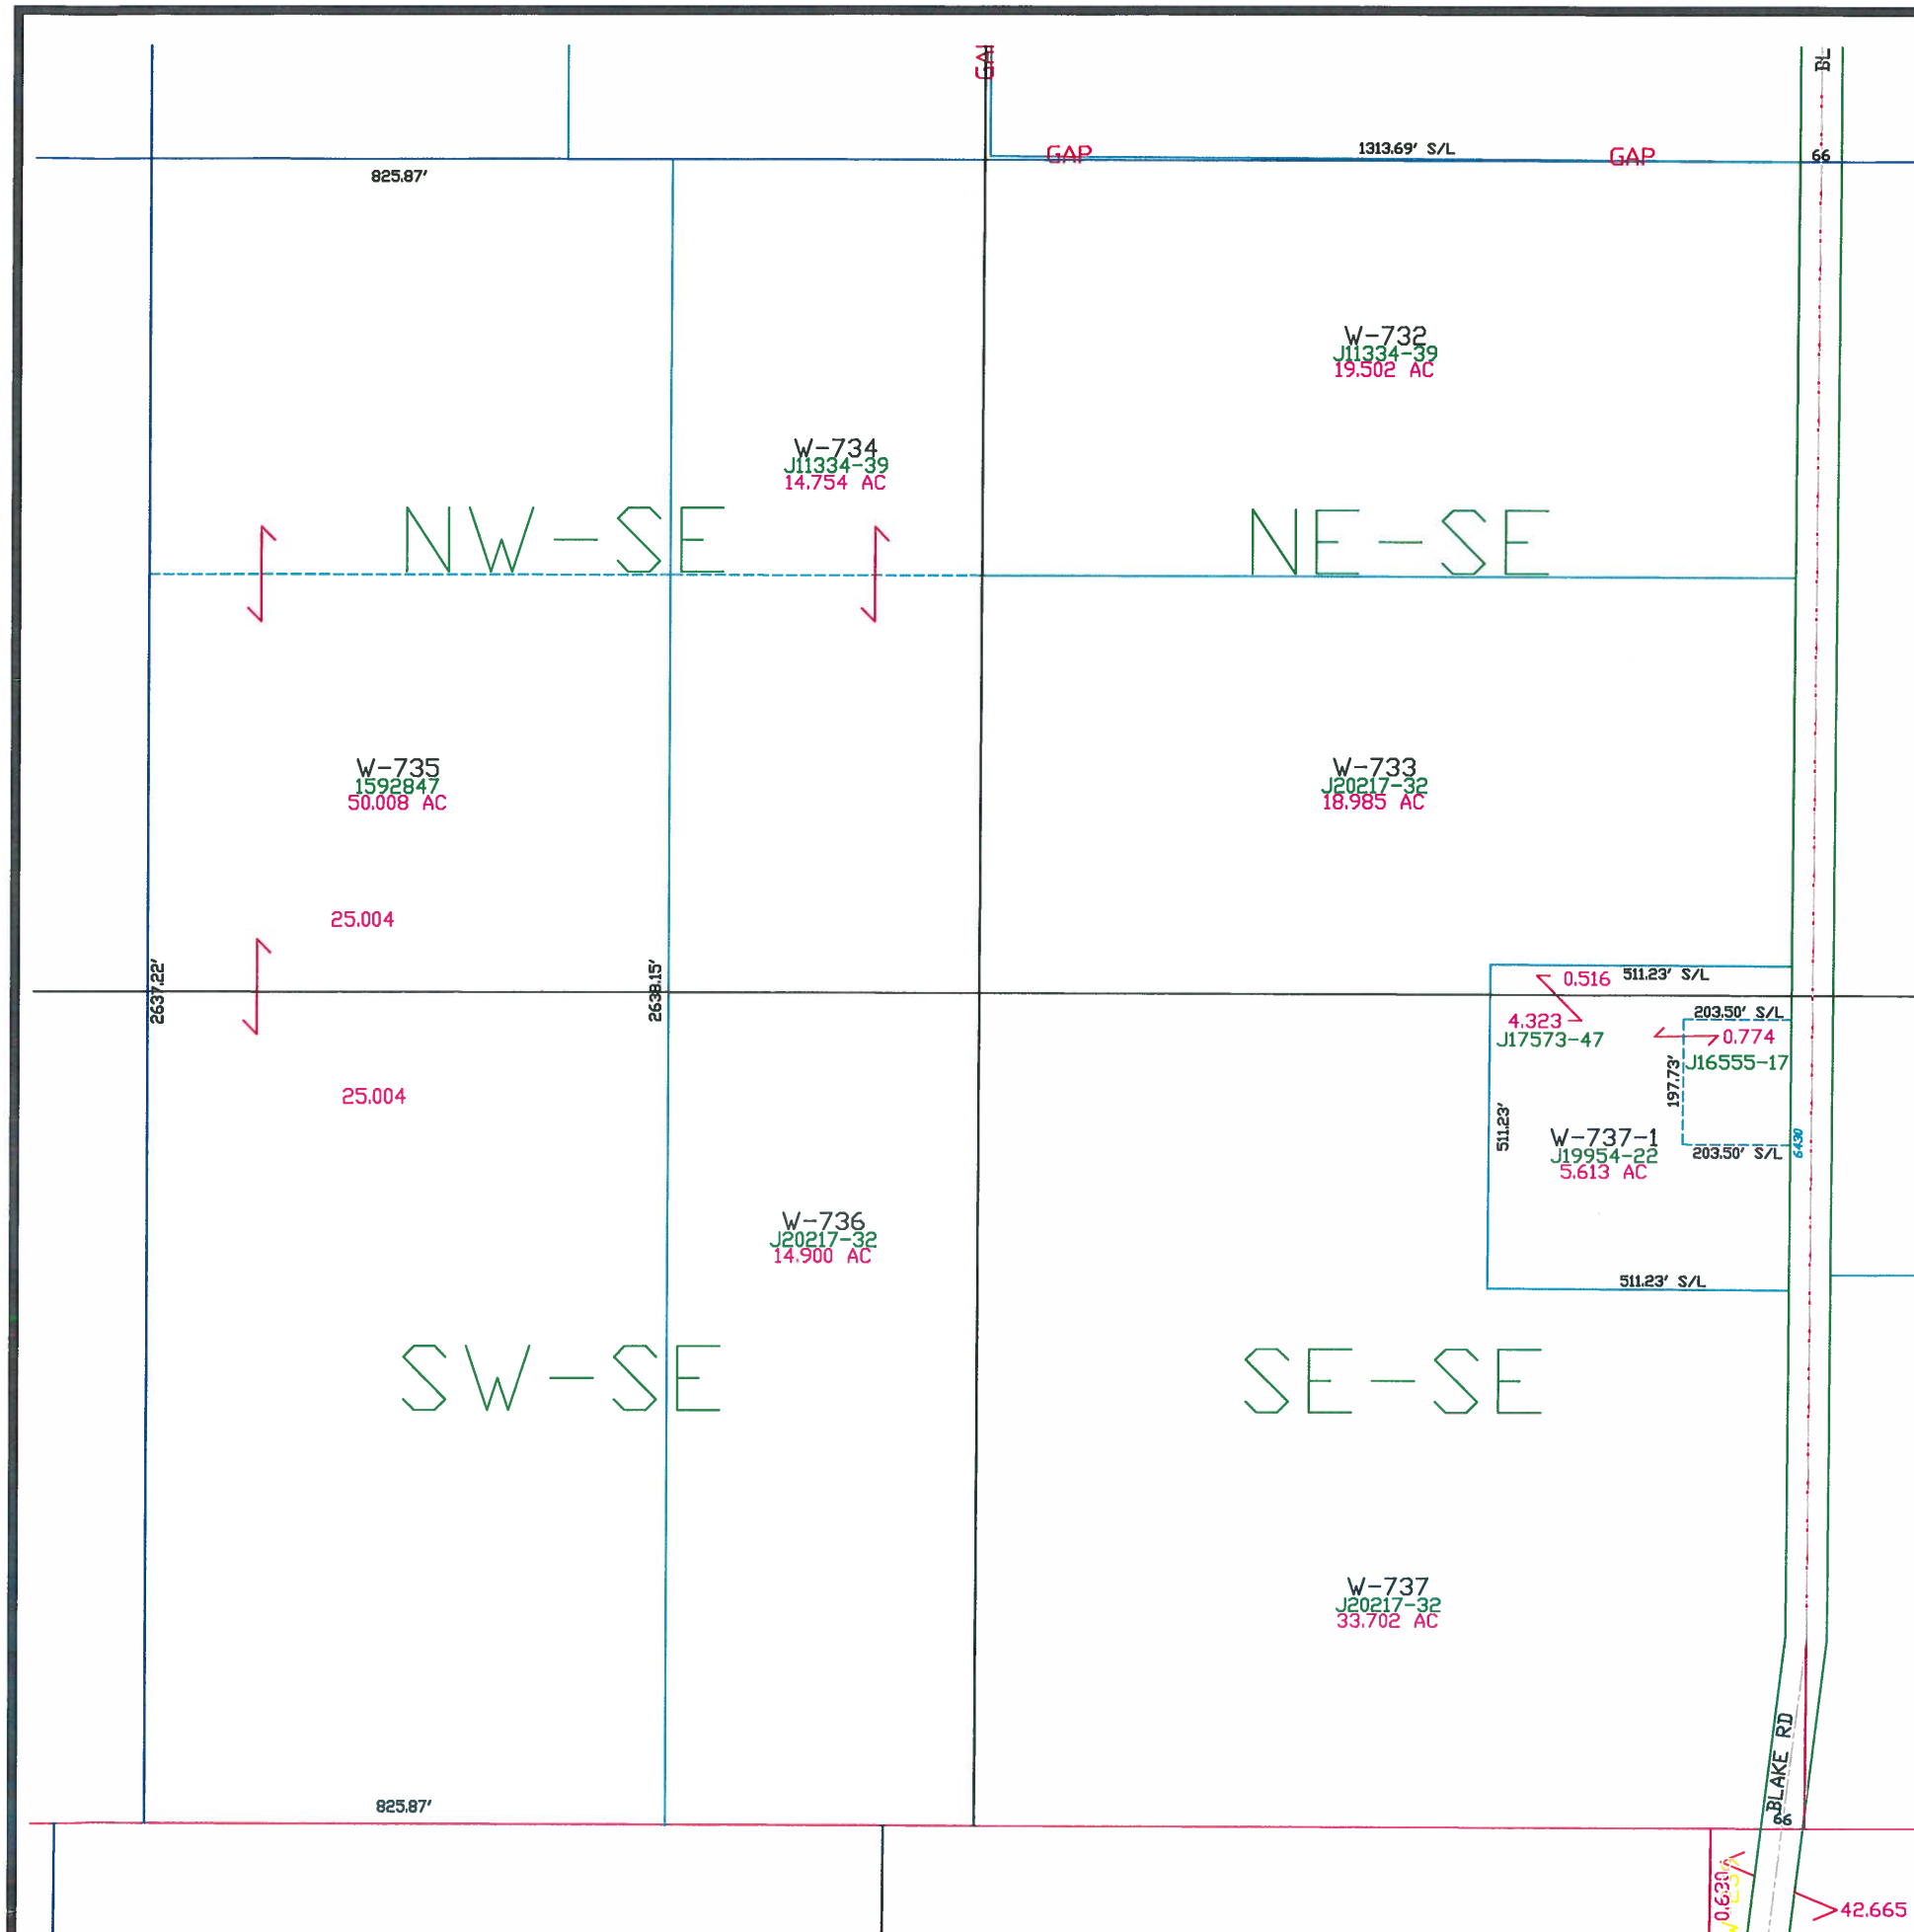 GAP
BL
825.87'
GAP
1313.69' S/L
GAP
66
W-732
J11334-39
19.502 AC
W-734
J11334-39
14.754 AC
NW-SE
NE-SE
W-735
1592847
50.008 AC
W-733
J20217-32
18.985 AC
25.004
2637.22'
2638.15'
0.516
511.23' S/L
4.323
J17573-47
203.50' S/L
0.774
J16555-17
197.73'
25.004
511.23'
W-737-1
J19954-22
5.613 AC
203.50' S/L
6430
W-736
J20217-32
14.900 AC
511.23' S/L
SW-SE
SE-SE
W-737
J20217-32
33.702 AC
BLAKE RD
825.87'
66
0.630
42.665